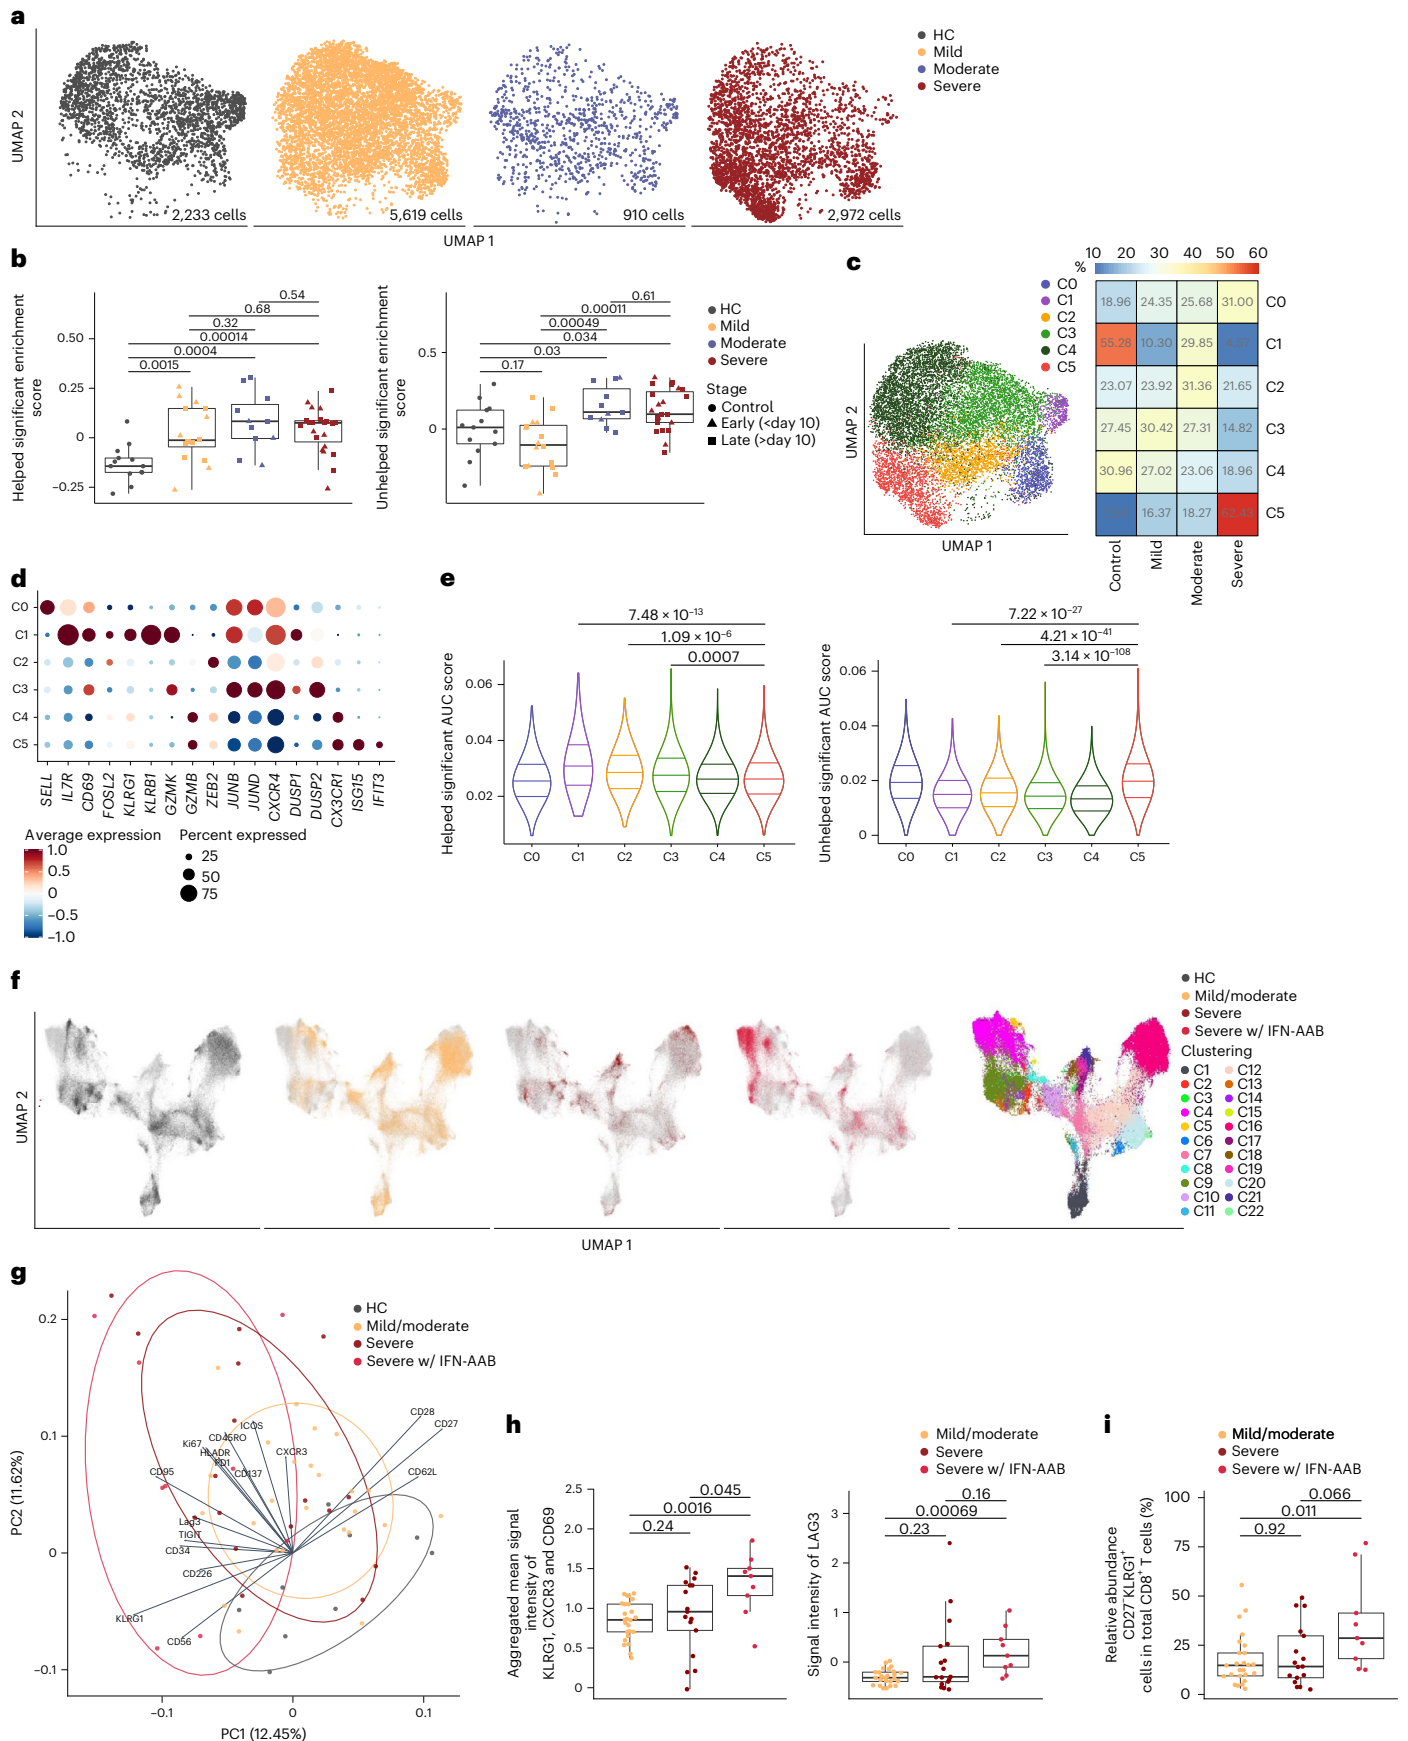 a
UMAP 2
HC
Mild
Moderate
Severe
2,233 cells
5,619 cells
910 cells
2,972 cells
UMAP 1
b
Helped significant enrichment
score
0.50
0.25
0
−0.25
0.54
0.68
0.32
0.00014
0.0004
0.0015
Unhelped significant enrichment
score
0.5
0
0.61
0.00011
0.00049
0.034
0.03
0.17
HC
Mild
Moderate
Severe
Stage
Control
Early (<day 10)
Late (>day 10)
c
C0
C1
C2
C3
C4
C5
UMAP 2
UMAP 1
10 20 30 40 50 60
%
18.96 24.35 25.68 31.00 C0
55.28 10.30 29.85 C1
23.07 23.92 31.36 21.65 C2
27.45 30.42 27.31 14.82 C3
30.96 27.02 23.06 18.96 C4
16.37 18.27 C5
Control
Mild
Moderate
Severe
d
C0
C1
C2
C3
C4
C5
SELL
IL7R
CD69
FOSL2
KLRG1
KLRB1
GZMK
GZMB
ZEB2
JUNB
JUND
CXCR4
DUSP1
DUSP2
CX3CR1
ISG15
IFIT3
Average expression
1.0
0.5
0
−0.5
−1.0
Percent expressed
25
50
75
e
Helped significant AUC score
0.06
0.04
0.02
7.48 × 10−13
1.09 × 10−6
0.0007
C0 C1 C2 C3 C4 C5
Unhelped significant AUC score
0.06
0.04
0.02
0
7.22 × 10−27
4.21 × 10−41
3.14 × 10−108
C0 C1 C2 C3 C4 C5
f
UMAP 2
UMAP 1
HC
Mild/moderate
Severe
Severe w/ IFN-AAB
Clustering
C1 C12
C2 C13
C3 C14
C4 C15
C5 C16
C6 C17
C7 C18
C8 C19
C9 C20
C10 C21
C11 C22
g
PC2 (11.62%)
0.2
0.1
0
−0.1
−0.1 0 0.1
PC1 (12.45%)
HC
Mild/moderate
Severe
Severe w/ IFN-AAB
CD28
CD27
ICOS
CD45RO
Ki67
HLADR
PD1
CD137
CXCR3
CD62L
CD95
Lag3
TIGIT
CD34
CD226
KLRG1
CD56
h
Mild/moderate
Severe
Severe w/ IFN-AAB
Aggregated mean signal
intensity of
KLRG1, CXCR3 and CD69
2.5
2.0
1.5
1.0
0.5
0
0.045
0.0016
0.24
Signal intensity of LAG3
3
2
1
0
0.16
0.00069
0.23
i
Mild/moderate
Severe
Severe w/ IFN-AAB
Relative abundance
CD27−KLRG1+
cells in total CD8+ T cells (%)
100
75
50
25
0
0.066
0.011
0.92